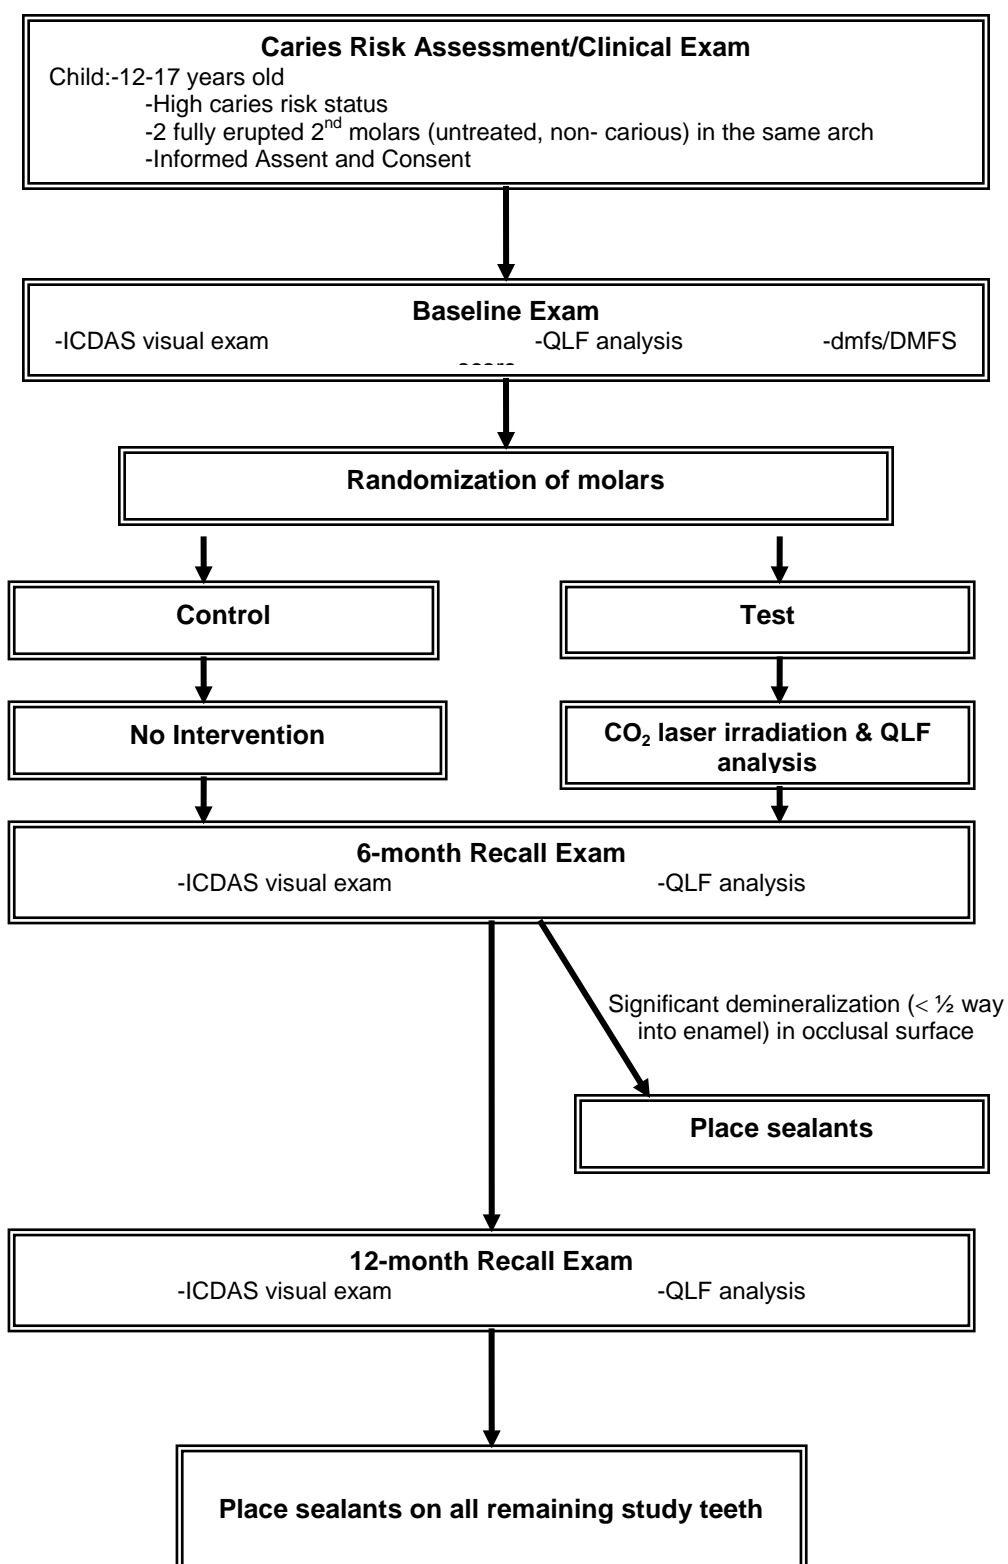 Caries Risk Assessment/Clinical Exam
Child:-12-17 years old
-High caries risk status
-2 fully erupted 2nd molars (untreated, non- carious) in the same arch
-Informed Assent and Consent
Baseline Exam
-ICDAS visual exam -QLF analysis -dmfs/DMFS
Randomization of molars
Control
Test
No Intervention
CO₂ laser irradiation & QLF
analysis
6-month Recall Exam
-ICDAS visual exam -QLF analysis
Significant demineralization (< ½ way
into enamel) in occlusal surface
Place sealants
12-month Recall Exam
-ICDAS visual exam -QLF analysis
Place sealants on all remaining study teeth